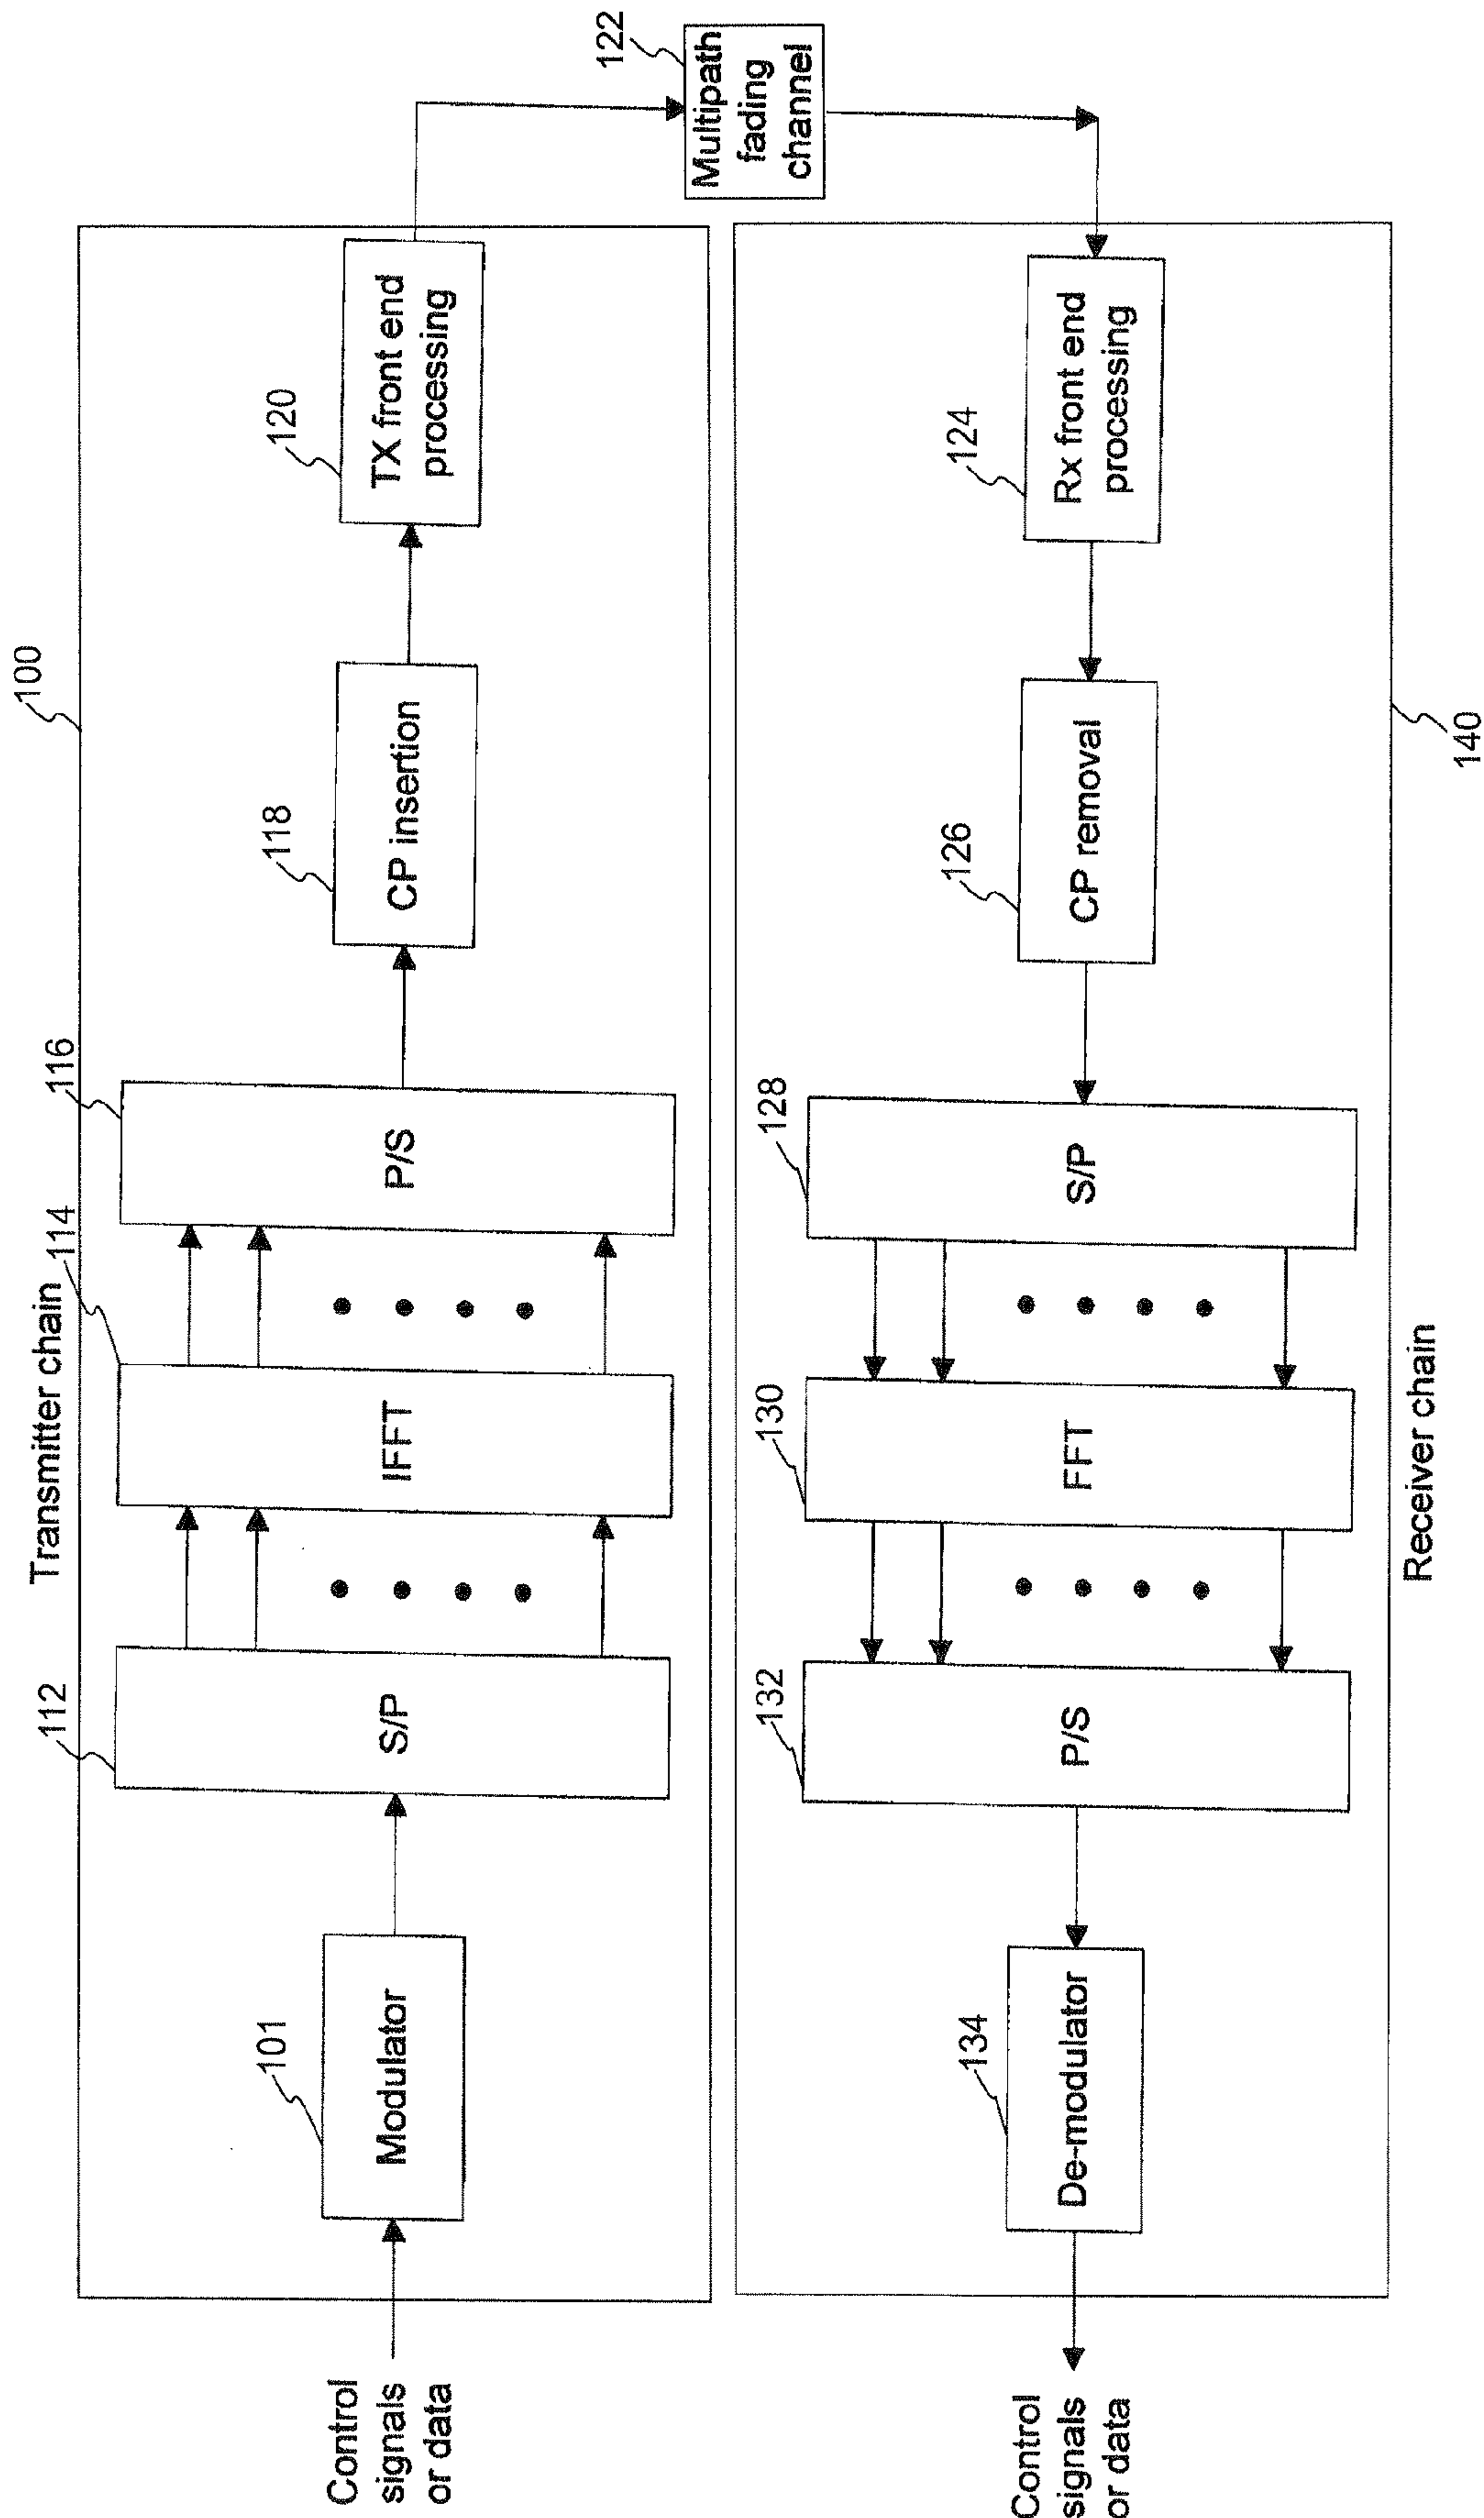 Transmitter chain
100
Control
signals
or data
101
Modulator
112
S/P
114
IFFT
116
P/S
118
CP insertion
120
TX front end
processing
122
Multipath
fading
channel
124
Rx front end
processing
126
CP removal
128
S/P
130
FFT
132
P/S
134
De-modulator
Control
signals
or data
140
Receiver chain